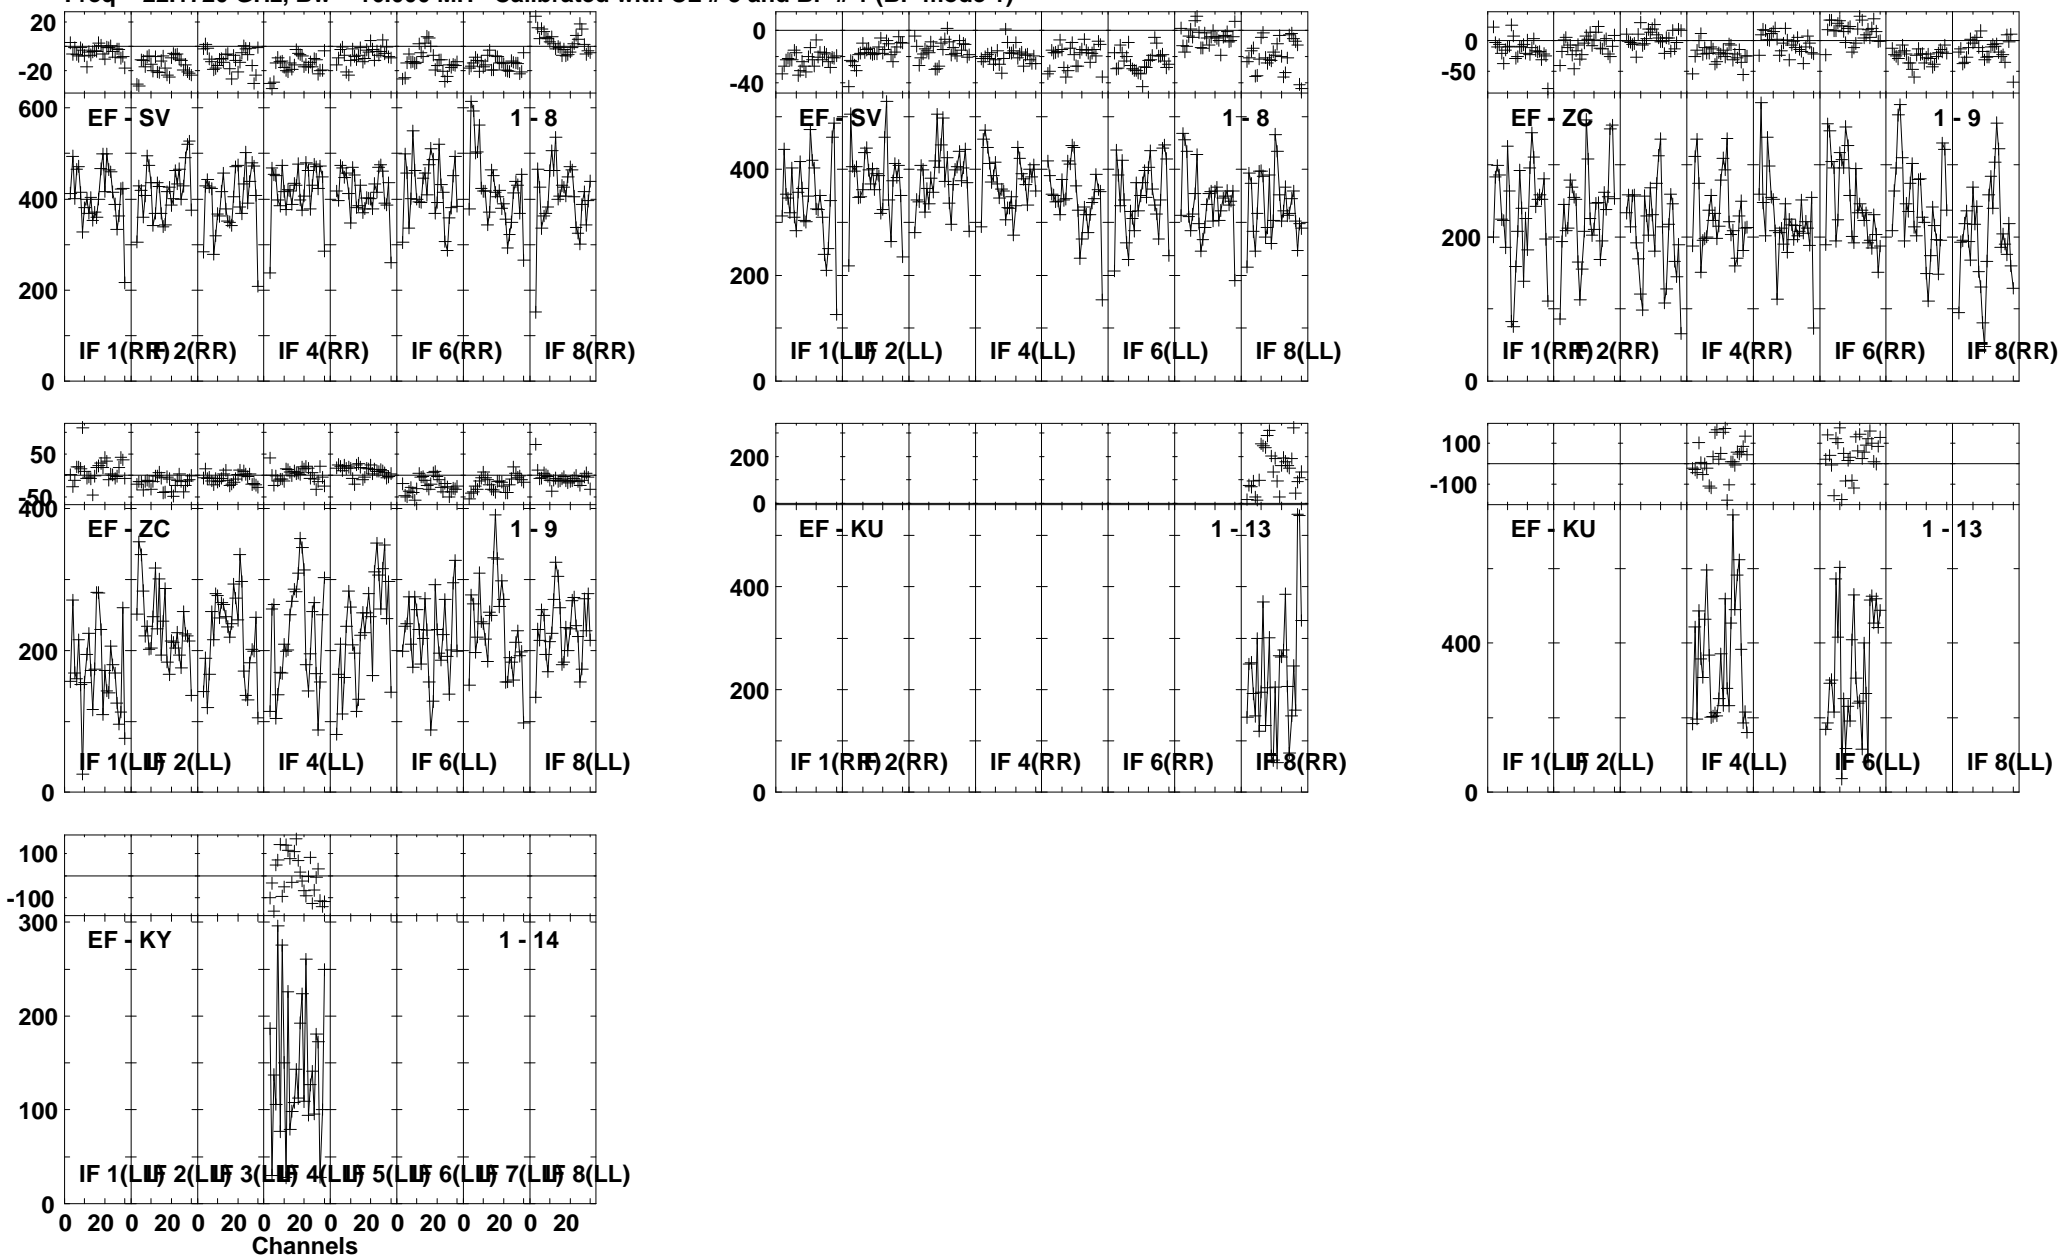 20
-20
600
EF - SV 1 - 8
400
200
IF 1(RR) 2(RR) IF 4(RR) IF 6(RR) IF 8(RR)
0
0
-40
EF - SV 1 - 8
400
200
IF 1(LL) IF 2(LL) IF 4(LL) IF 6(LL) IF 8(LL)
0
0
-50
EF - ZC 1 - 9
200
IF 1(RR) 2(RR) IF 4(RR) IF 6(RR) IF 8(RR)
0
50
-50
400
EF - ZC 1 - 9
200
IF 1(LL) IF 2(LL) IF 4(LL) IF 6(LL) IF 8(LL)
0
200
0
EF - KU 1 - 13
400
200
IF 1(RR) 2(RR) IF 4(RR) IF 6(RR) IF 8(RR)
0
100
-100
EF - KU 1 - 13
400
IF 1(LL) IF 2(LL) IF 4(LL) IF 6(LL) IF 8(LL)
0
100
-100
300
EF - KY 1 - 14
200
100
IF 1(LL) IF 2(LL) IF 3(LL) IF 4(LL) IF 5(LL) IF 6(LL) IF 7(LL) IF 8(LL)
0
0 20 0 20 0 20 0 20 0 20 0 20 0 20 0 20
Channels